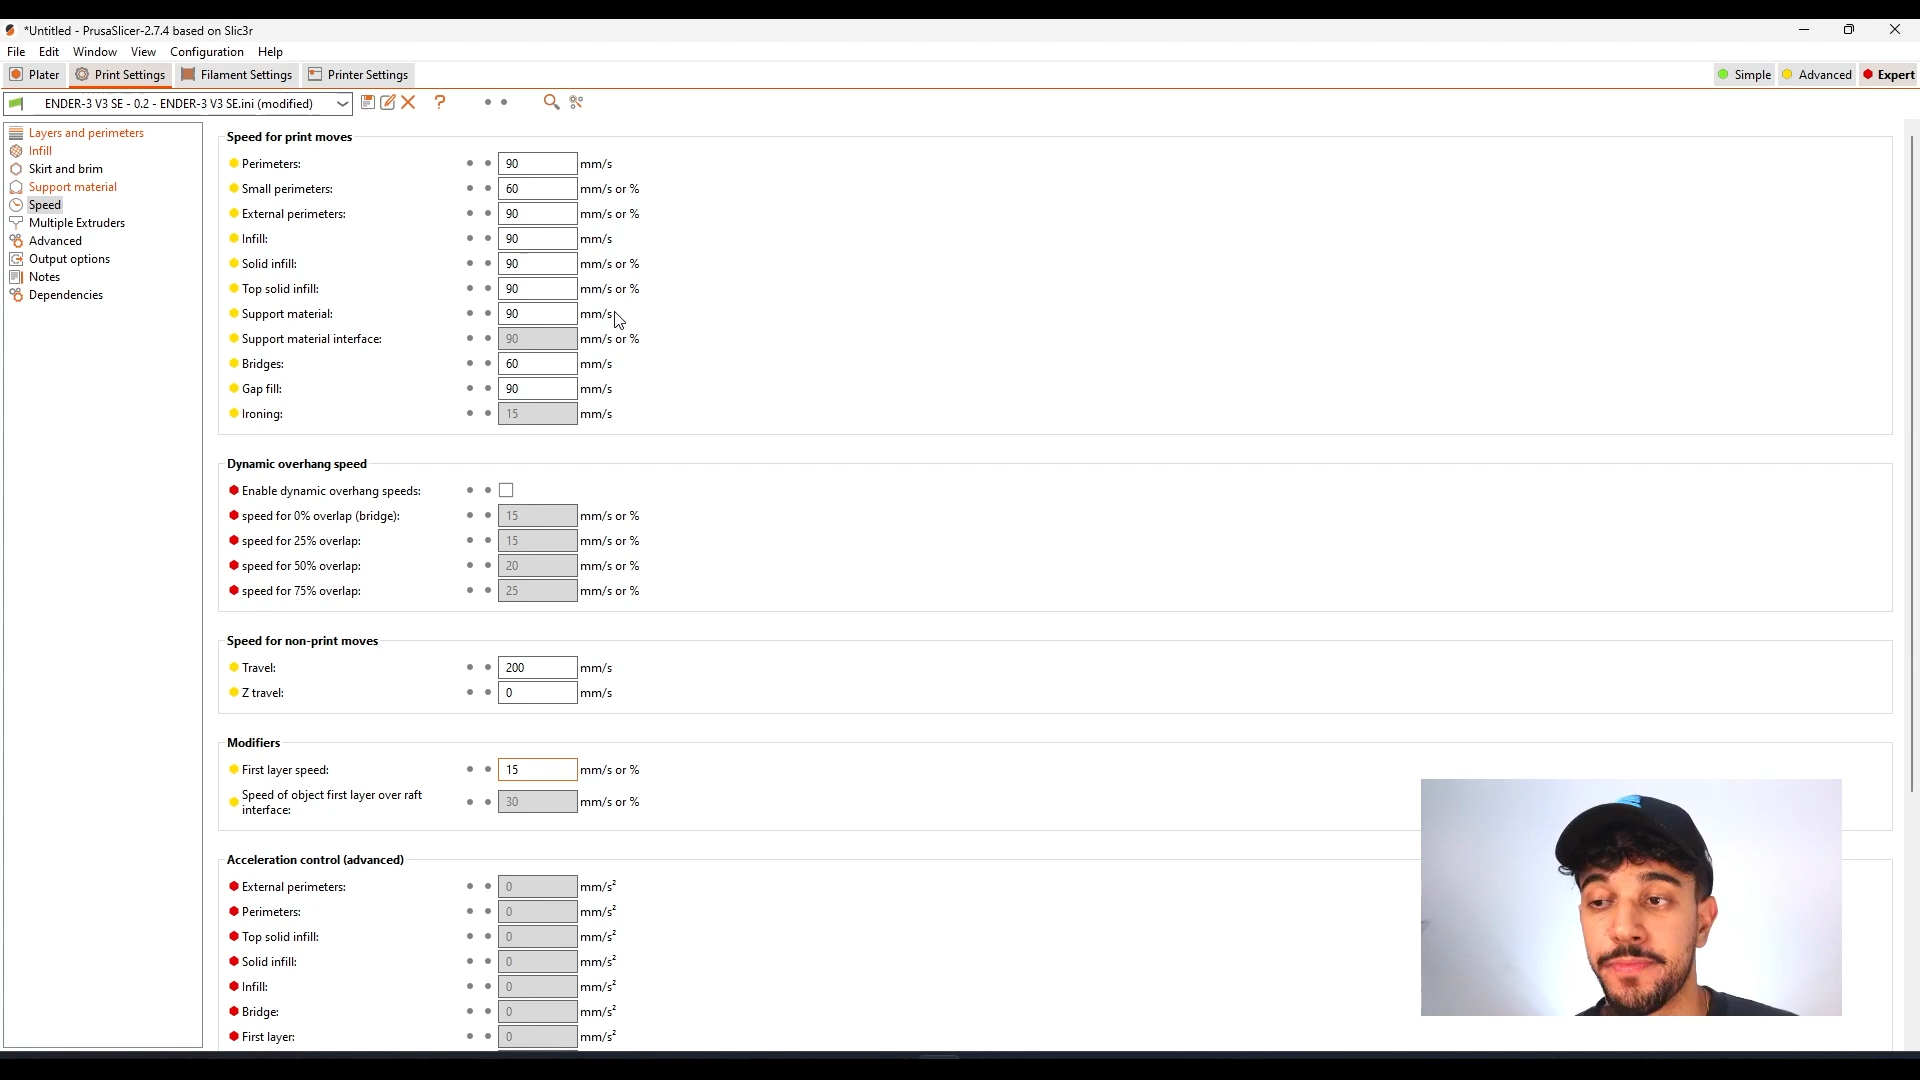 *Untitled - PrusaSlicer-2.7.4 based on Slic3r
File Edit Window View Configuration Help
Plater Print Settings Filament Settings Printer Settings Simple Advanced Expert
ENDER-3 V3 SE - 0.2 - ENDER-3 V3 SE.ini (modified) ?
Layers and perimeters
Infill
Skirt and brim
Support material
Speed
Multiple Extruders
Advanced
Output options
Notes
Dependencies
Speed for print moves
Perimeters: 90 mm/s
Small perimeters: 60 mm/s or %
External perimeters: 90 mm/s or %
Infill: 90 mm/s
Solid infill: 90 mm/s or %
Top solid infill: 90 mm/s or %
Support material: 90 mm/s
Support material interface: 90 mm/s or %
Bridges: 60 mm/s
Gap fill: 90 mm/s
Ironing: 15 mm/s
Dynamic overhang speed
Enable dynamic overhang speeds:
speed for 0% overlap (bridge): 15 mm/s or %
speed for 25% overlap: 15 mm/s or %
speed for 50% overlap: 20 mm/s or %
speed for 75% overlap: 25 mm/s or %
Speed for non-print moves
Travel: 200 mm/s
Z travel: 0 mm/s
Modifiers
First layer speed: 15 mm/s or %
Speed of object first layer over raft
interface: 30 mm/s or %
Acceleration control (advanced)
External perimeters: 0 mm/s²
Perimeters: 0 mm/s²
Top solid infill: 0 mm/s²
Solid infill: 0 mm/s²
Infill: 0 mm/s²
Bridge: 0 mm/s²
First layer: 0 mm/s²